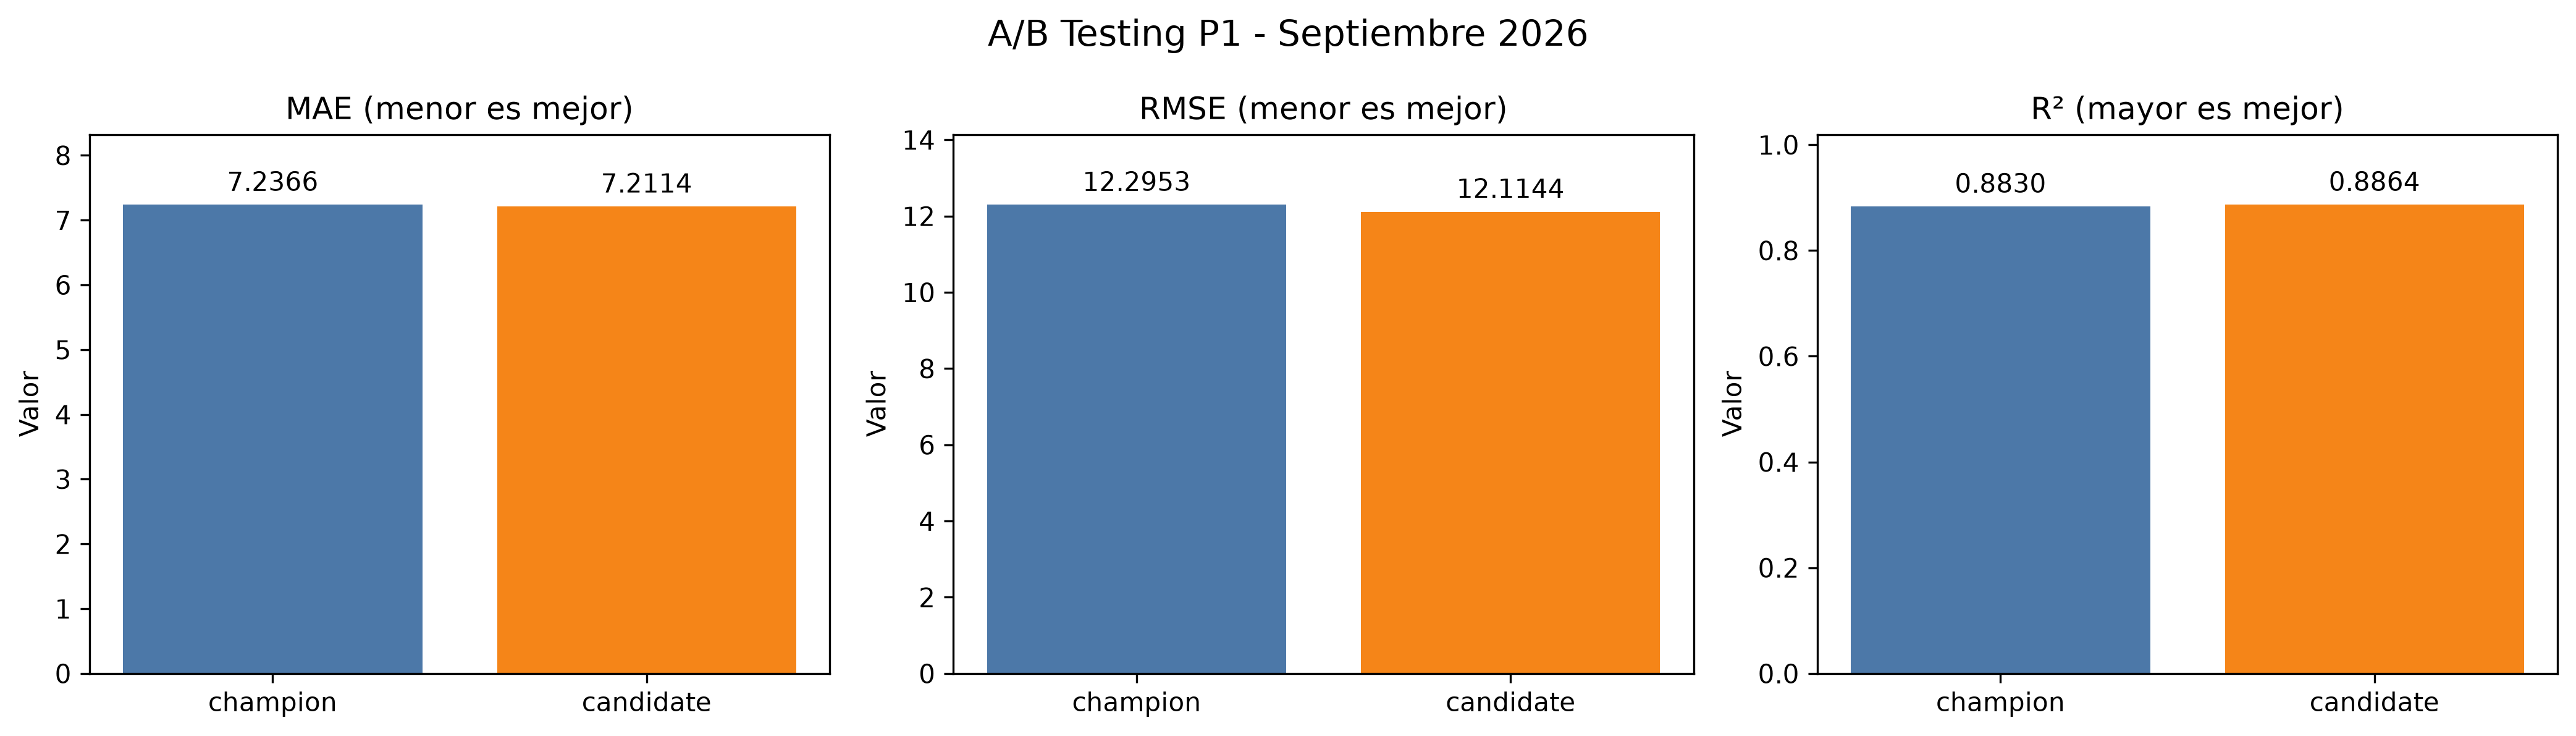 A/B Testing P1 - Septiembre 2026
MAE (menor es mejor)
8
7
6
5
4
3
2
1
0
Valor
7.2366
7.2114
champion
candidate
RMSE (menor es mejor)
14
12
10
8
6
4
2
0
Valor
12.2953
12.1144
champion
candidate
R² (mayor es mejor)
1.0
0.8
0.6
0.4
0.2
0.0
Valor
0.8830
0.8864
champion
candidate